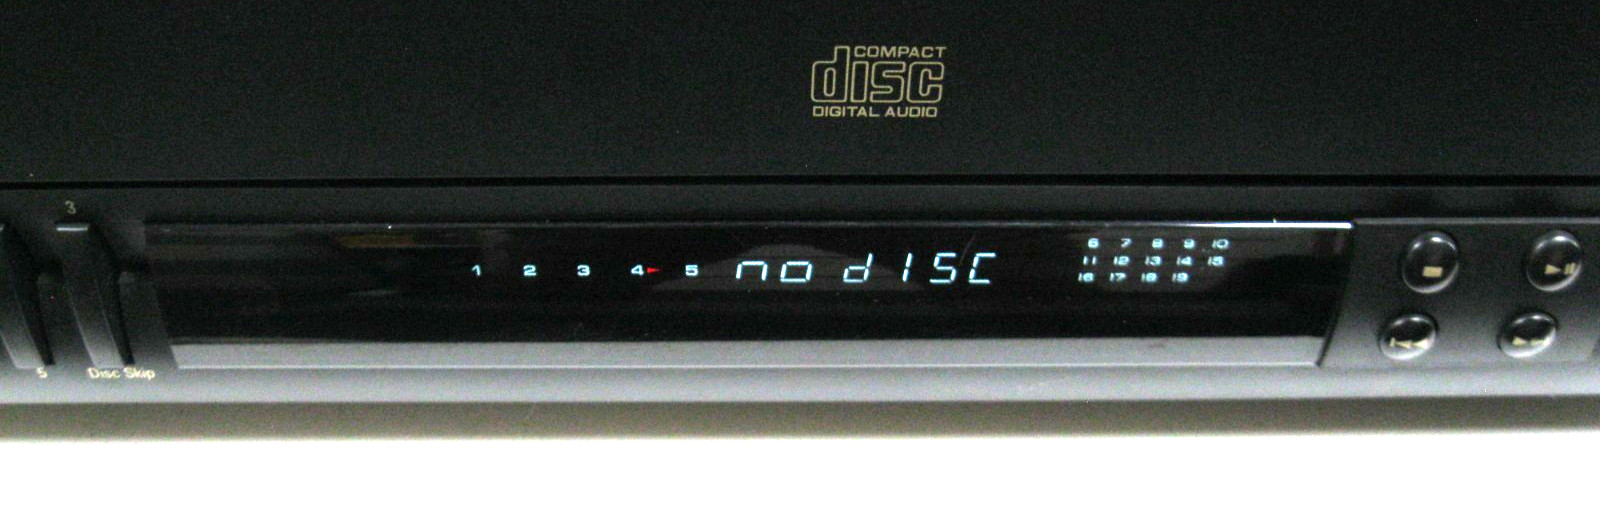 COMPACT
disc
DIGITAL AUDIO
3
1 2 3 4 5 no dISC
6 7 8 9 10
11 12 13 14 15
16 17 18 19
5
Disc Skip